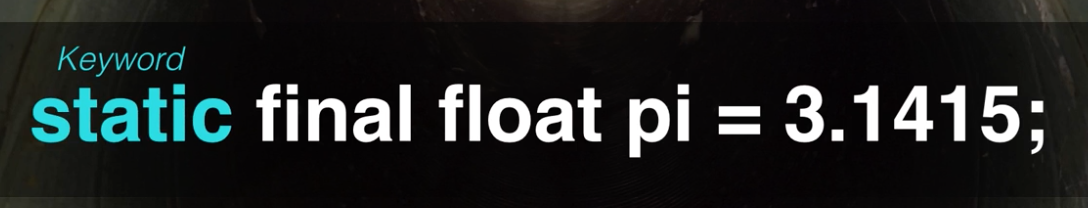 Keyword
static final float pi = 3.1415;